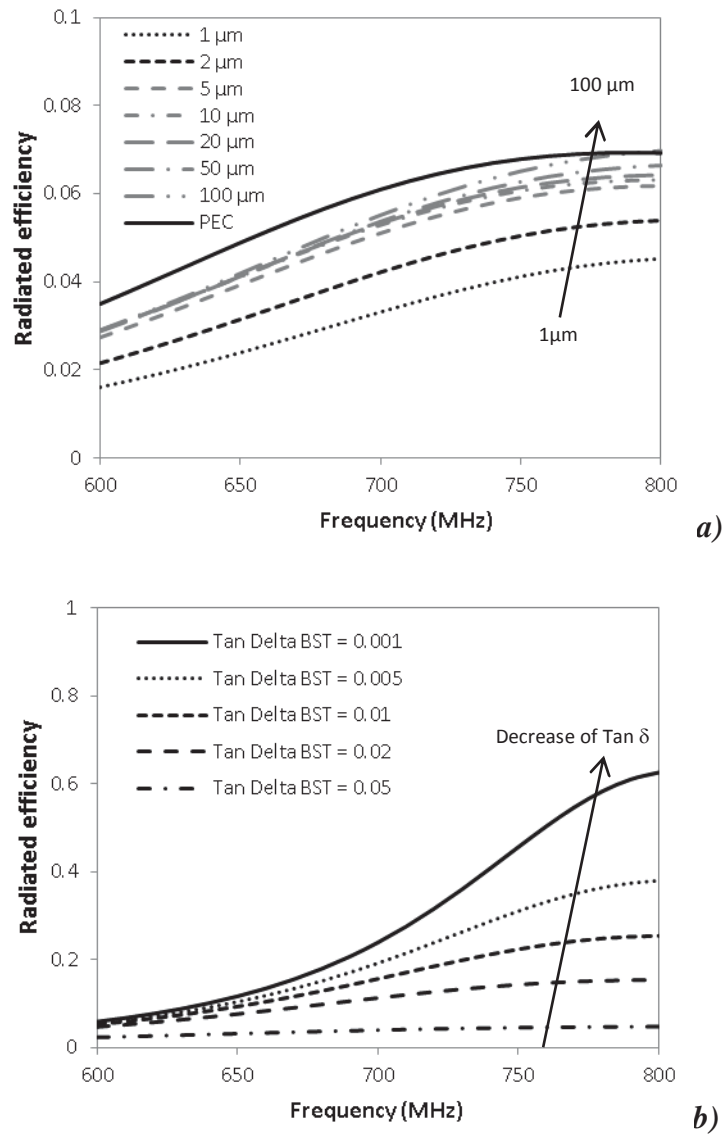 0.1
0.08
0.06
0.04
0.02
0
Radiated efficiency
1 µm
2 µm
5 µm
10 µm
20 µm
50 µm
100 µm
PEC
100 µm
1µm
600
650
700
750
800
Frequency (MHz)
a)
1
0.8
0.6
0.4
0.2
0
Radiated efficiency
Tan Delta BST = 0.001
Tan Delta BST = 0.005
Tan Delta BST = 0.01
Tan Delta BST = 0.02
Tan Delta BST = 0.05
Decrease of Tan δ
600
650
700
750
800
Frequency (MHz)
b)